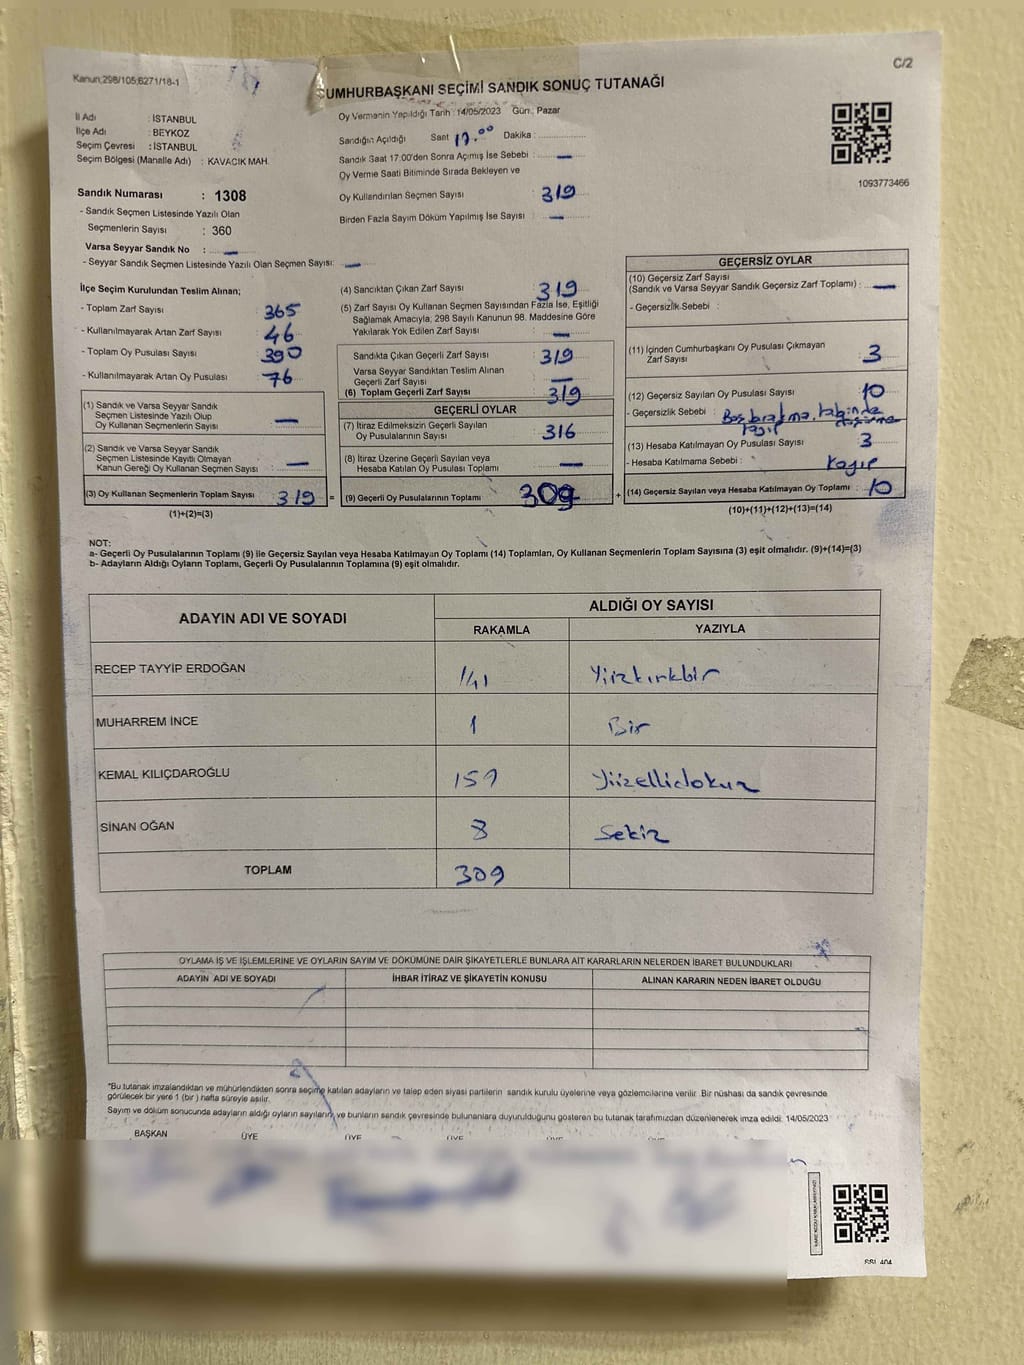 Kanun;298/105;6271/18-1
C/2
CUMHURBAŞKANI SEÇİMİ SANDIK SONUÇ TUTANAĞI
İl Adı : İSTANBUL
İlçe Adı : BEYKOZ
Seçim Çevresi : İSTANBUL
Seçim Bölgesi (Mahalle Adı) : KAVACIK MAH.
Sandık Numarası : 1308
- Sandık Seçmen Listesinde Yazılı Olan
Seçmenlerin Sayısı : 360
Varsa Seyyar Sandık No : —
- Seyyar Sandık Seçmen Listesinde Yazılı Olan Seçmen Sayısı: —
Oy Vermenin Yapıldığı Tarih : 14/05/2023 Gün : Pazar
Sandığın Açıldığı Saat 17.00 Dakika :
Sandık Saat 17:00'den Sonra Açılmış İse Sebebi : —
Oy Verme Saati Bitiminde Sırada Bekleyen ve
Oy Kullandırılan Seçmen Sayısı : 319
Birden Fazla Sayım Döküm Yapılmış İse Sayısı : —
1093773466
İlçe Seçim Kurulundan Teslim Alınan;
- Toplam Zarf Sayısı : 365
- Kullanılmayarak Artan Zarf Sayısı : 46
- Toplam Oy Pusulası Sayısı : 390
- Kullanılmayarak Artan Oy Pusulası : 76
(1) Sandık ve Varsa Seyyar Sandık
Seçmen Listesinde Yazılı Olup
Oy Kullanan Seçmenlerin Sayısı : —
(2) Sandık ve Varsa Seyyar Sandık
Seçmen Listesinde Kayıtlı Olmayan
Kanun Gereği Oy Kullanan Seçmen Sayısı : —
(3) Oy Kullanan Seçmenlerin Toplam Sayısı : 319 =
(1)+(2)=(3)
(4) Sandıktan Çıkan Zarf Sayısı : 319
(5) Zarf Sayısı Oy Kullanan Seçmen Sayısından Fazla İse, Eşitliği
Sağlamak Amacıyla, 298 Sayılı Kanunun 98. Maddesine Göre
Yakılarak Yok Edilen Zarf Sayısı : —
Sandıkta Çıkan Geçerli Zarf Sayısı : 319
Varsa Seyyar Sandıktan Teslim Alınan
Geçerli Zarf Sayısı : —
(6) Toplam Geçerli Zarf Sayısı : 319
GEÇERLİ OYLAR
(7) İtiraz Edilmeksizin Geçerli Sayılan
Oy Pusulasının Sayısı : 316
(8) İtiraz Üzerine Geçerli Sayılan veya
Hesaba Katılan Oy Pusulası Toplamı : —
(9) Geçerli Oy Pusulalarının Toplamı : 309 +
GEÇERSİZ OYLAR
(10) Geçersiz Zarf Sayısı
(Sandık ve Varsa Seyyar Sandık Geçersiz Zarf Toplamı) : —
- Geçersizlik Sebebi :
(11) İçinden Cumhurbaşkanı Oy Pusulası Çıkmayan
Zarf Sayısı : 3
(12) Geçersiz Sayılan Oy Pusulası Sayısı : 10
- Geçersizlik Sebebi :
(13) Hesaba Katılmayan Oy Pusulası Sayısı : 3
- Hesaba Katılmama Sebebi : Kayıp
(14) Geçersiz Sayılan veya Hesaba Katılmayan Oy Toplamı : 10
(10)+(11)+(12)+(13)=(14)
NOT:
a- Geçerli Oy Pusulalarının Toplamı (9) İle Geçersiz Sayılan veya Hesaba Katılmayan Oy Toplamı (14) Toplamları, Oy Kullanan Seçmenlerin Toplam Sayısına (3) eşit olmalıdır. (9)+(14)=(3)
b- Adayların Aldığı Oyların Toplamı, Geçerli Oy Pusulalarının Toplamına (9) eşit olmalıdır.
ADAYIN ADI VE SOYADI ALDIĞI OY SAYISI
RAKAMLA YAZIYLA
RECEP TAYYİP ERDOĞAN 141 Yüzkırkbir
MUHARREM İNCE 1 Bir
KEMAL KILIÇDAROĞLU 159 Yüzellidokuz
SİNAN OĞAN 8 Sekiz
TOPLAM 309
OYLAMA İŞ VE İŞLEMLERİNE VE OYLARIN SAYIM VE DÖKÜMÜNE DAİR ŞİKAYETLERLE BUNLARA AİT KARARLARIN NELERDEN İBARET BULUNDUKLARI
ADAYIN ADI VE SOYADI İHBAR İTİRAZ VE ŞİKAYETİN KONUSU ALINAN KARARIN NEDEN İBARET OLDUĞU
*Bu tutanak imzalandıktan ve mühürlendikten sonra seçime katılan adayların ve talep eden siyasi partilerin sandık kurulu üyelerine veya gözlemcilerine verilir. Bir nüshası da sandık çevresinde
görülecek bir yere 1 (bir) hafta süreyle asılır.
Sayım ve döküm sonucunda adayların aldığı oyların sayıların, ve bunların sandık çevresinde bulunanlara duyurulduğunu gösteren bu tutanak tarafımızdan düzenlenerek imza edildi: 14/05/2023
BAŞKAN ÜYE ÜYE ÜYE ÜYE ÜYE